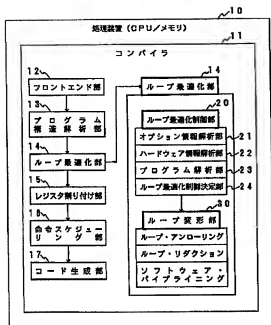 10
処理装置(CPU/メモリ)
11
コンパイラ
12
フロントエンド部
13
プログラム
構造解析部
14
ループ最適化部
15
レジスタ割り付け部
16
命令スケジュー
リング部
17
コード生成部
14
ループ最適化部
20
ループ最適化制御部
オプション情報解析部
21
ハードウェア情報解析部
22
プログラム解析部
23
ループ最適化制御決定部
24
30
ループ変形部
ループ・アンローリング
ループ・リダクション
ソフトウェア・
パイプライニング